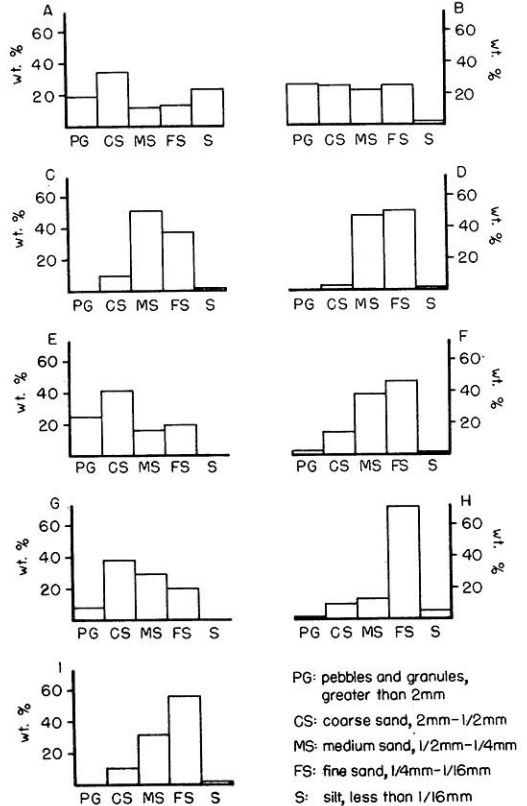 A
wt. %
60
40
20
PG CS MS FS S
B
wt. %
60
40
20
PG CS MS FS S
C
wt. %
60
40
20
PG CS MS FS S
D
wt. %
60
40
20
PG CS MS FS S
E
wt. %
60
40
20
PG CS MS FS S
F
wt. %
60
40
20
PG CS MS FS S
G
wt. %
60
40
20
PG CS MS FS S
H
wt. %
60
40
20
PG CS MS FS S
I
wt. %
60
40
20
PG CS MS FS S
PG: pebbles and granules,
greater than 2mm
CS: coarse sand, 2mm-1/2mm
MS: medium sand, 1/2mm-1/4mm
FS: fine sand, 1/4mm-1/16mm
S: silt, less than 1/16mm